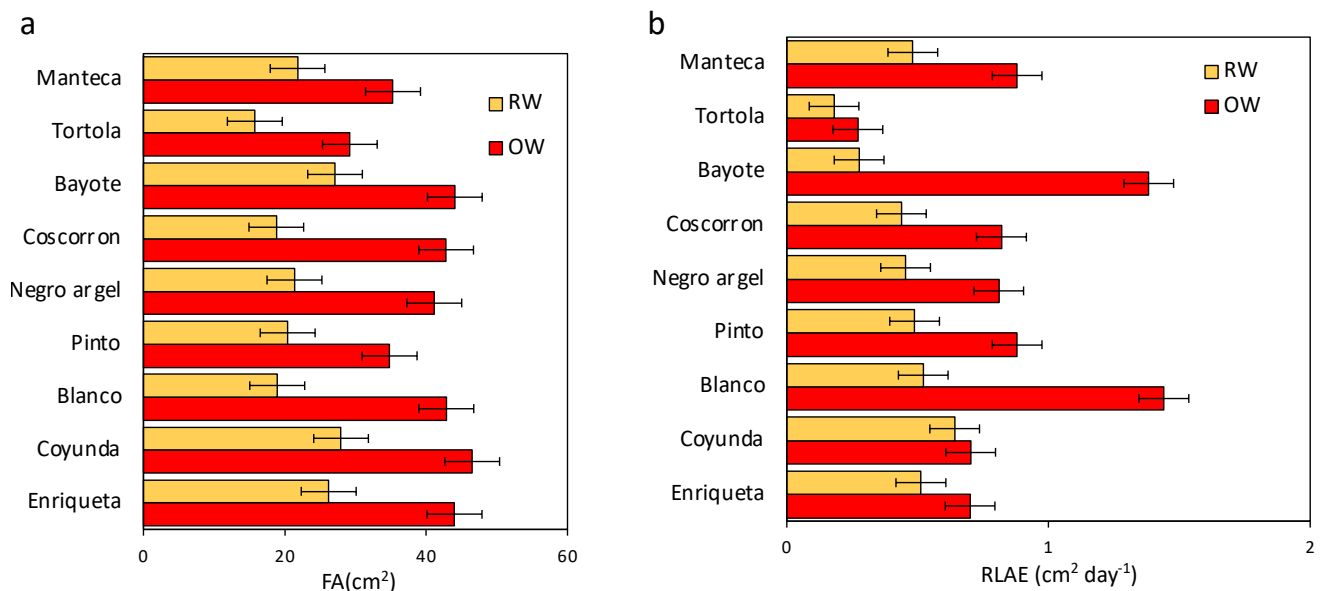 a
Manteca
Tortola
Bayote
Coscorron
Negro argel
Pinto
Blanco
Coyunda
Enriqueta
RW
OW
0 20 40 60
FA(cm²)
b
Manteca
Tortola
Bayote
Coscorron
Negro argel
Pinto
Blanco
Coyunda
Enriqueta
RW
OW
0 1 2
RLAE (cm² day⁻¹)